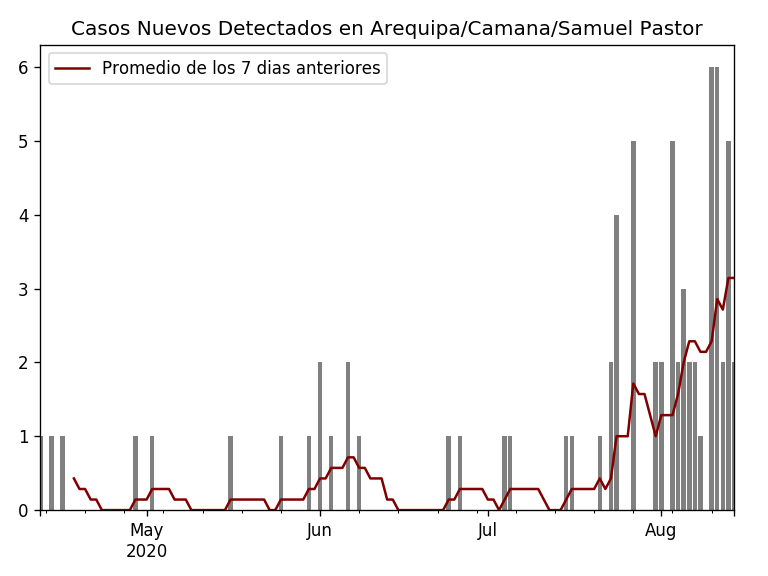 Casos Nuevos Detectados en Arequipa/Camana/Samuel Pastor
Promedio de los 7 dias anteriores
6
5
4
3
2
1
0
May Jun Jul Aug
2020